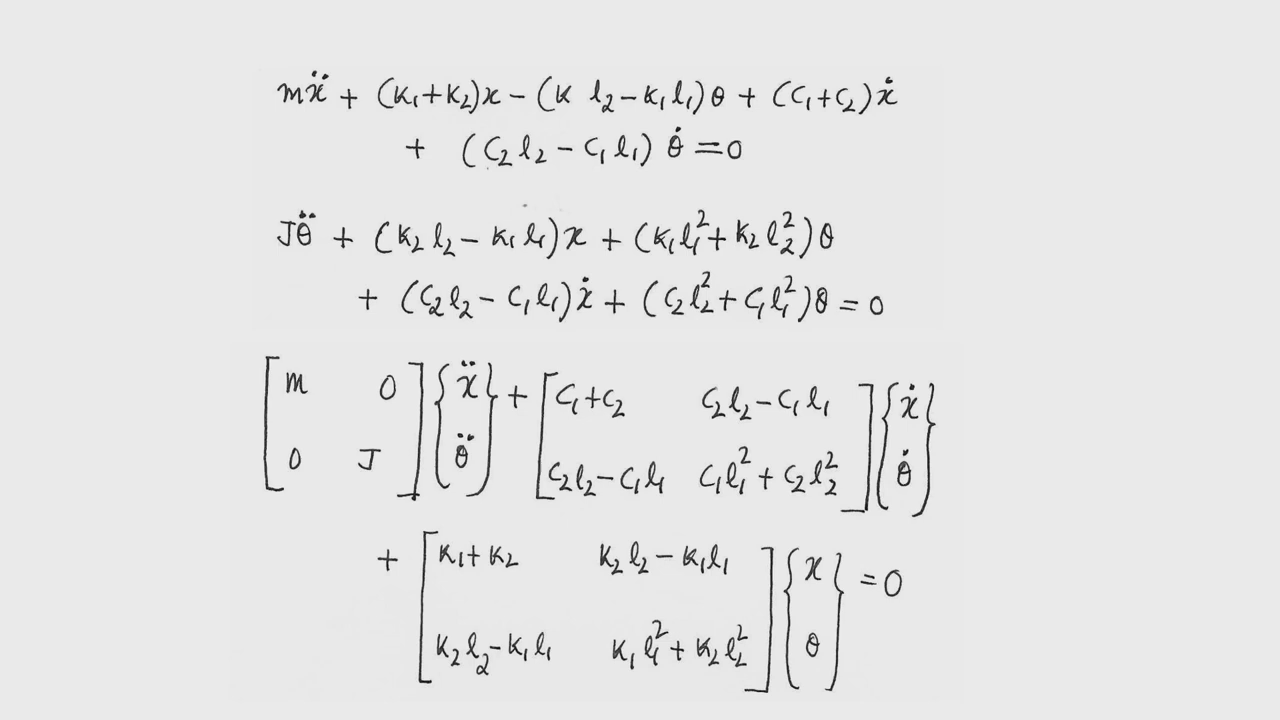 mẍ + (K₁+K₂)x − (K l₂−K₁l₁)θ + (C₁+C₂)ẋ
+ (C₂l₂ − C₁l₁) θ̇ = 0
Jθ̈ + (K₂l₂ − K₁l₁)x + (K₁l₁²+K₂l₂²)θ
+ (C₂l₂ − C₁l₁)ẋ + (C₂l₂²+C₁l₁²)θ = 0
[m 0; 0 J]{ẍ; θ̈} + [C₁+C₂ C₂l₂−C₁l₁; C₂l₂−C₁l₁ C₁l₁²+C₂l₂²]{ẋ; θ̇}
+ [K₁+K₂ K₂l₂−K₁l₁; K₂l₂−K₁l₁ K₁l₁²+K₂l₂²]{x; θ} = 0